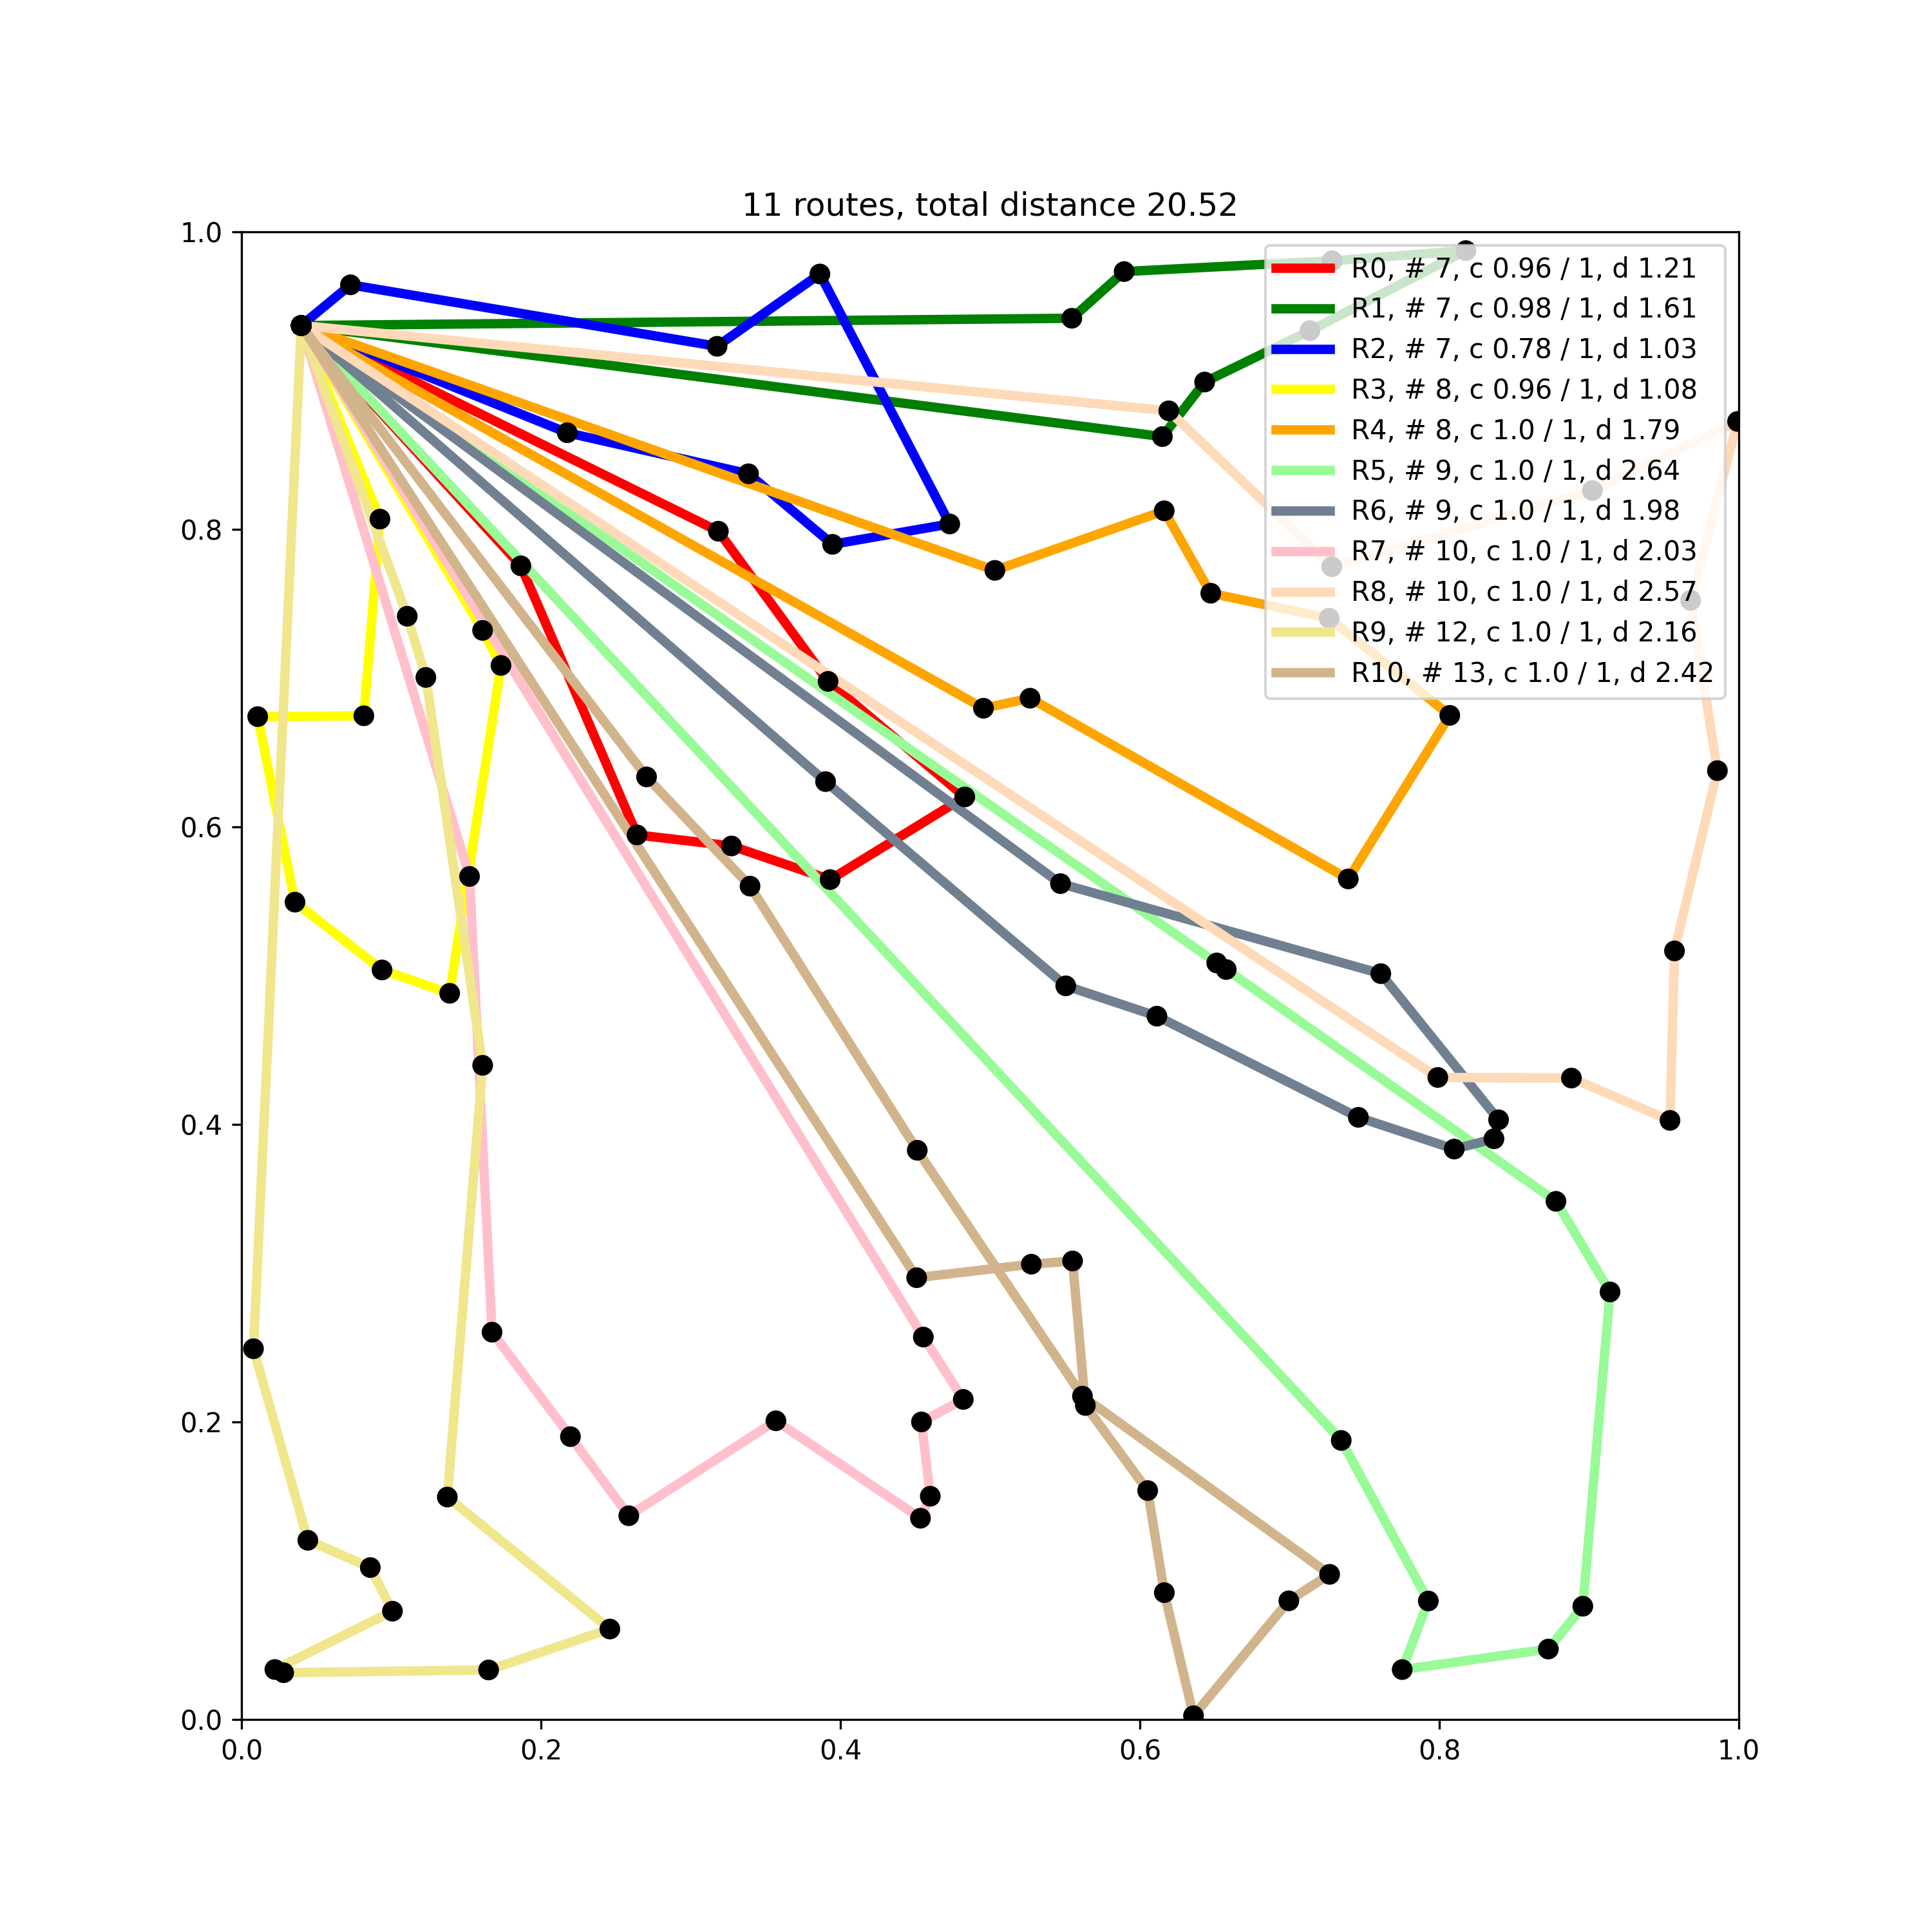 11 routes, total distance 20.52
1.0
0.8
0.6
0.4
0.2
0.0
R0, # 7, c 0.96 / 1, d 1.21
R1, # 7, c 0.98 / 1, d 1.61
R2, # 7, c 0.78 / 1, d 1.03
R3, # 8, c 0.96 / 1, d 1.08
R4, # 8, c 1.0 / 1, d 1.79
R5, # 9, c 1.0 / 1, d 2.64
R6, # 9, c 1.0 / 1, d 1.98
R7, # 10, c 1.0 / 1, d 2.03
R8, # 10, c 1.0 / 1, d 2.57
R9, # 12, c 1.0 / 1, d 2.16
R10, # 13, c 1.0 / 1, d 2.42
0.0 0.2 0.4 0.6 0.8 1.0